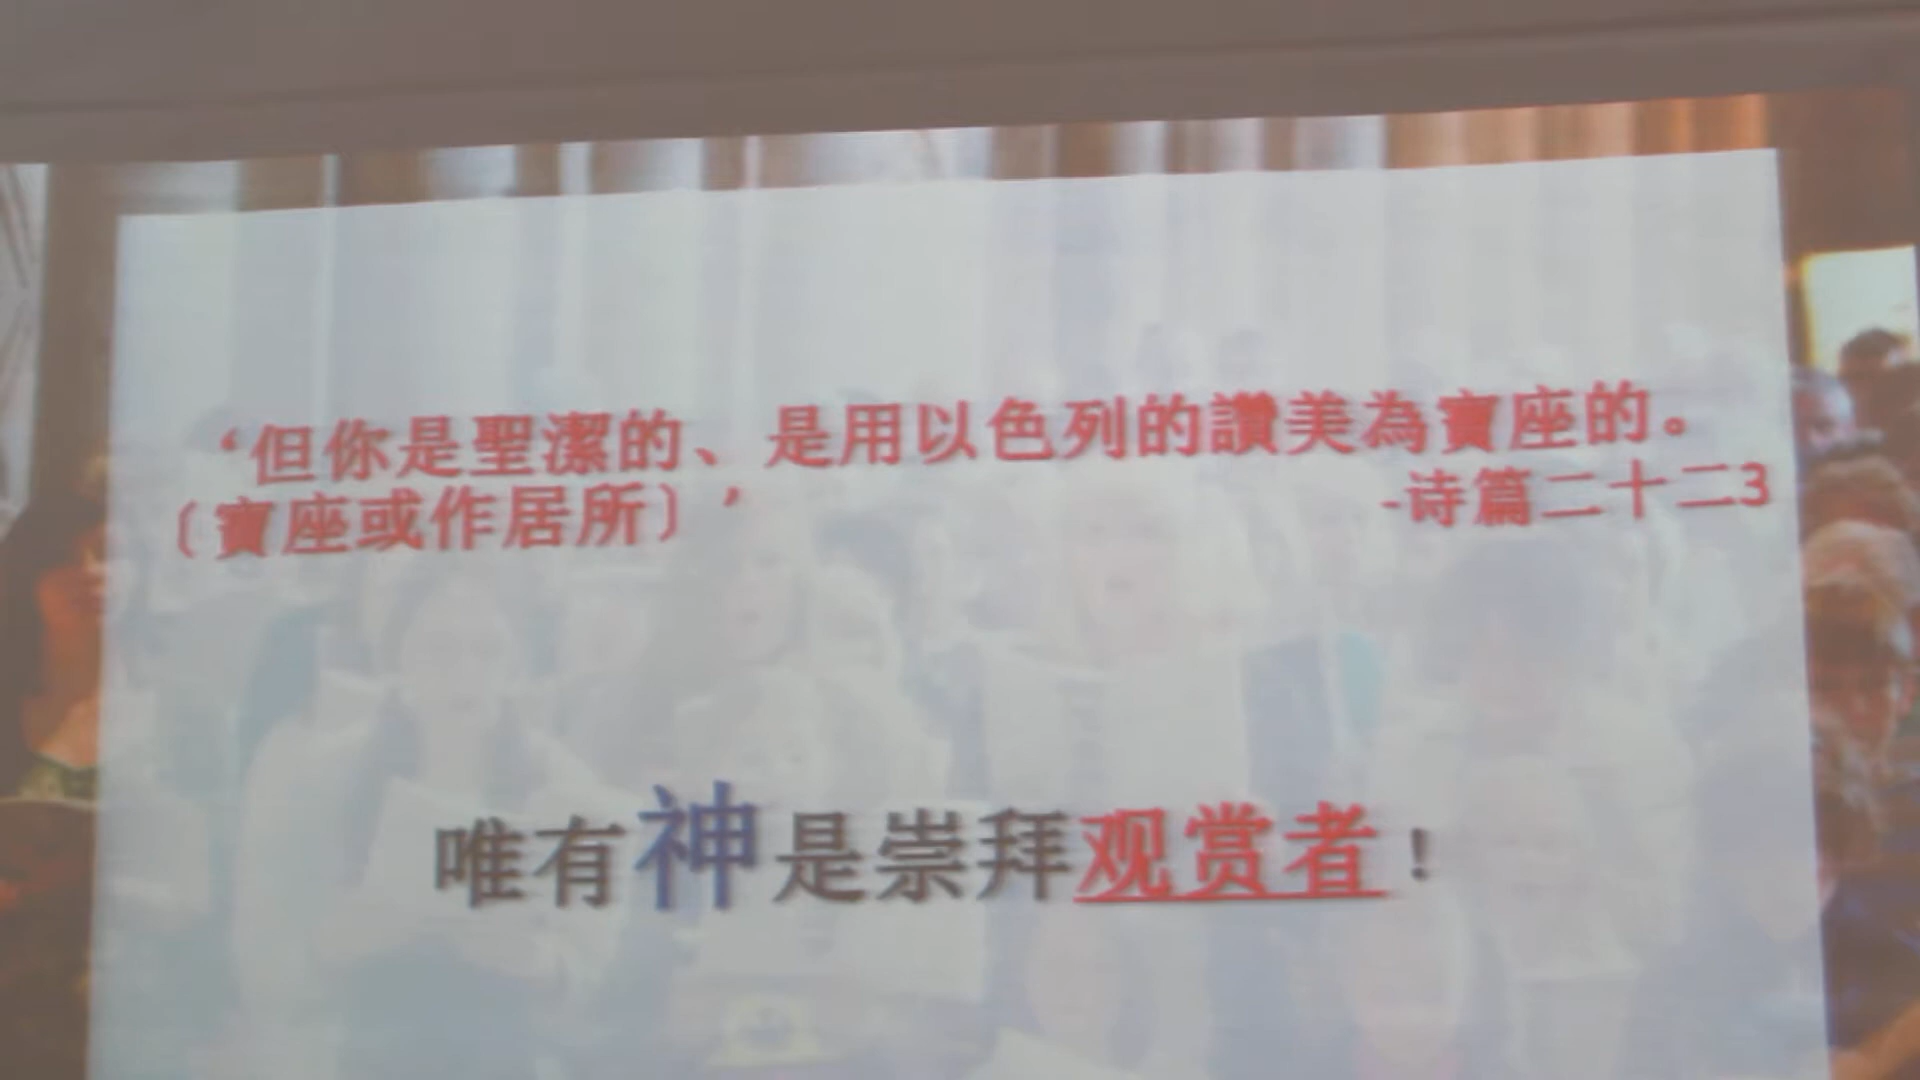 ‘但你是聖潔的、是用以色列的讚美為寶座的。
〔寶座或作居所〕’
-诗篇二十二3
唯有神是崇拜观赏者！